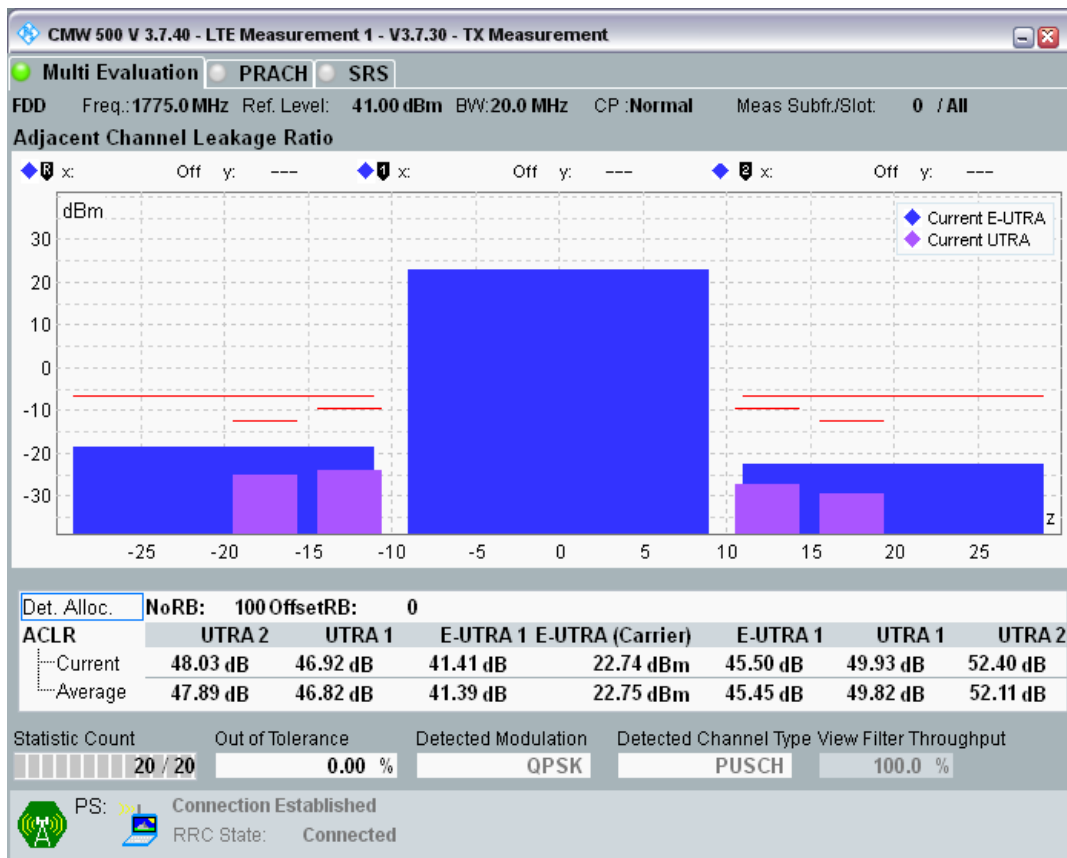 CMW 500 V 3.7.40 - LTE Measurement 1 - V3.7.30 - TX Measurement
Multi Evaluation PRACH SRS
FDD Freq.:1775.0 MHz Ref. Level: 41.00 dBm BW:20.0 MHz CP :Normal Meas Subfr./Slot: 0 / All
Adjacent Channel Leakage Ratio
R x: Off y: --- 1 x: Off y: --- 2 x: Off y: ---
dBm
Current E-UTRA
Current UTRA
30
20
10
0
-10
-20
-30
z
-25 -20 -15 -10 -5 0 5 10 15 20 25
Det. Alloc. NoRB: 100 OffsetRB: 0
ACLR UTRA 2 UTRA 1 E-UTRA 1 E-UTRA (Carrier) E-UTRA 1 UTRA 1 UTRA 2
Current 48.03 dB 46.92 dB 41.41 dB 22.74 dBm 45.50 dB 49.93 dB 52.40 dB
Average 47.89 dB 46.82 dB 41.39 dB 22.75 dBm 45.45 dB 49.82 dB 52.11 dB
Statistic Count Out of Tolerance Detected Modulation Detected Channel Type View Filter Throughput
20 / 20 0.00 % QPSK PUSCH 100.0 %
PS: Connection Established
RRC State: Connected